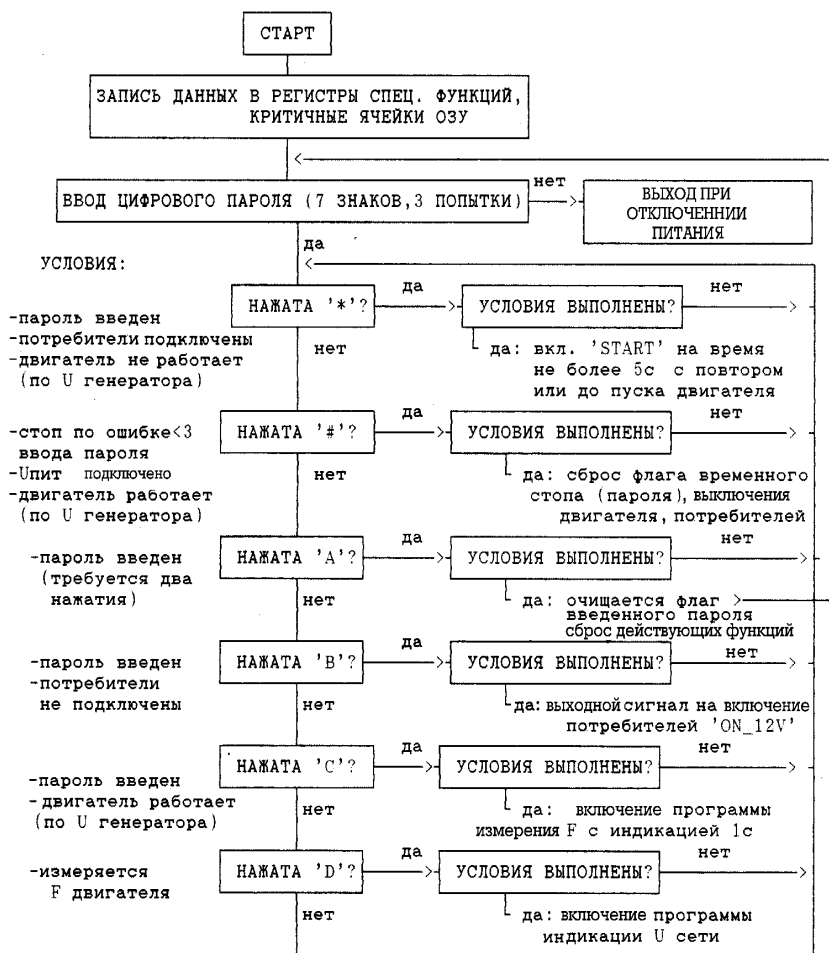 СТАРТ
ЗАПИСЬ ДАННЫХ В РЕГИСТРЫ СПЕЦ. ФУНКЦИЙ,
КРИТИЧНЫЕ ЯЧЕЙКИ ОЗУ
ВВОД ЦИФРОВОГО ПАРОЛЯ (7 ЗНАКОВ,3 ПОПЫТКИ)
нет
ВЫХОД ПРИ
ОТКЛЮЧЕННИИ
ПИТАНИЯ
да
УСЛОВИЯ:
-пароль введен
-потребители подключены
-двигатель не работает
(по U генератора)
НАЖАТА '*'?
да
УСЛОВИЯ ВЫПОЛНЕНЫ?
нет
нет
да: вкл. 'START' на время
не более 5с с повтором
или до пуска двигателя
-стоп по ошибке<3
ввода пароля
-Uпит подключено
-двигатель работает
(по U генератора)
НАЖАТА '#'?
да
УСЛОВИЯ ВЫПОЛНЕНЫ?
нет
нет
да: сброс флага временного
стопа (пароля), выключения
двигателя, потребителей
-пароль введен
(требуется два
нажатия)
НАЖАТА 'A'?
да
УСЛОВИЯ ВЫПОЛНЕНЫ?
нет
нет
да: очищается флаг
введенного пароля
сброс действующих функций
-пароль введен
-потребители
не подключены
НАЖАТА 'B'?
да
УСЛОВИЯ ВЫПОЛНЕНЫ?
нет
нет
да: выходной сигнал на включение
потребителей 'ON_12V'
-пароль введен
- двигатель работает
(по U генератора)
НАЖАТА 'C'?
да
УСЛОВИЯ ВЫПОЛНЕНЫ?
нет
нет
да: включение программы
измерения F с индикацией 1с
-измеряется
F двигателя
НАЖАТА 'D'?
да
УСЛОВИЯ ВЫПОЛНЕНЫ?
нет
нет
да: включение программы
индикации U сети